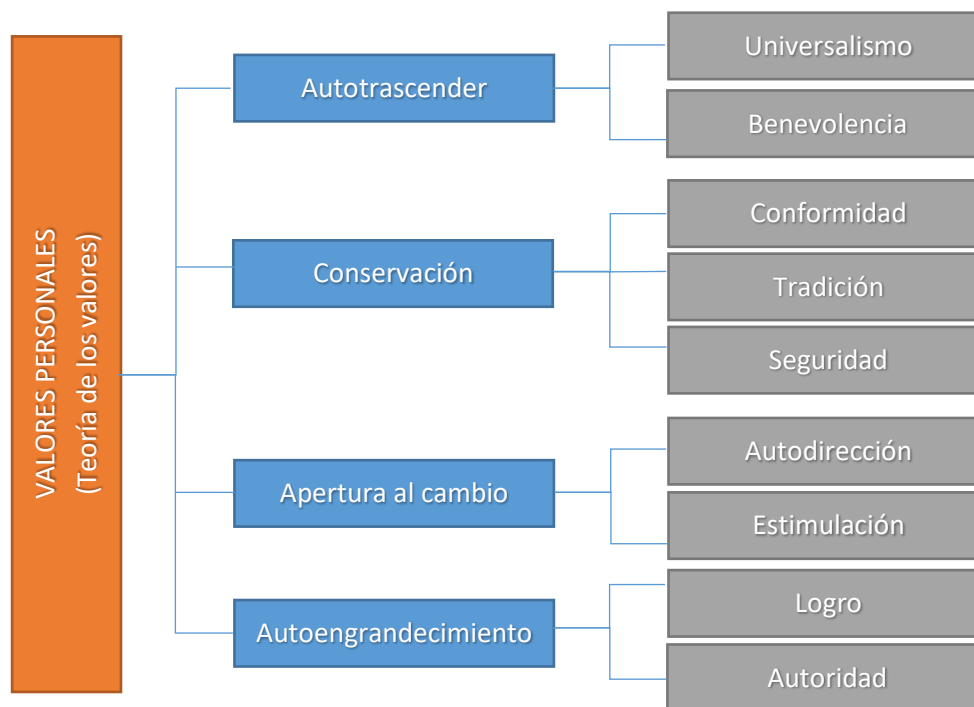 VALORES PERSONALES
(Teoría de los valores)
Autotrascender
Universalismo
Benevolencia
Conservación
Conformidad
Tradición
Seguridad
Apertura al cambio
Autodirección
Estimulación
Autoengrandecimiento
Logro
Autoridad